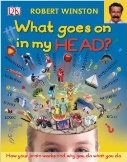 DK
ROBERT WINSTON
What goes on
in my HEAD?
How your brain works and why you do what you do